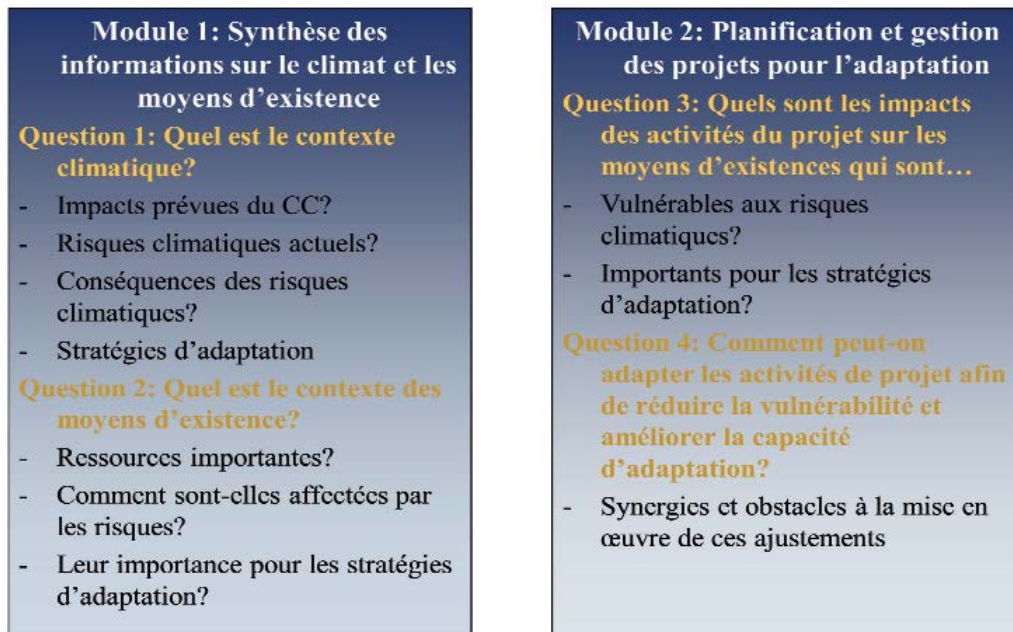 Module 1: Synthèse des
informations sur le climat et les
moyens d'existence
Question 1: Quel est le contexte
climatique?
- Impacts prévues du CC?
- Risques climatiques actuels?
- Conséquences des risques
climatiques?
- Stratégies d'adaptation
Question 2: Quel est le contexte des
moyens d'existence?
- Ressources importantes?
- Comment sont-elles affectées par
les risques?
- Leur importance pour les stratégies
d'adaptation?
Module 2: Planification et gestion
des projets pour l'adaptation
Question 3: Quels sont les impacts
des activités du projet sur les
moyens d'existences qui sont…
- Vulnérables aux risques
climatiques?
- Importants pour les stratégies
d'adaptation?
Question 4: Comment peut-on
adapter les activités de projet afin
de réduire la vulnérabilité et
améliorer la capacité
d'adaptation?
- Synergies et obstacles à la mise en
œuvre de ces ajustements